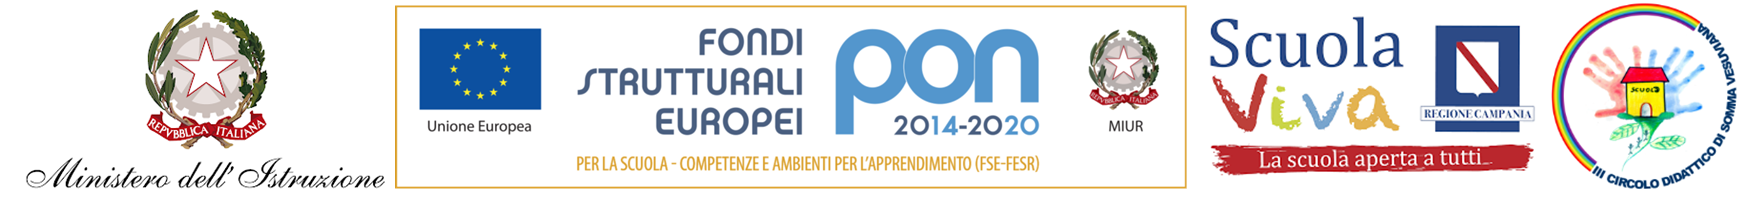 REPVBBLICA ITALIANA
Ministero dell'Istruzione
Unione Europea
FONDI
STRUTTURALI
EUROPEI
pon
2014-2020
REPVBBLICA ITALIANA
MIUR
PER LA SCUOLA - COMPETENZE E AMBIENTI PER L'APPRENDIMENTO (FSE-FESR)
Scuola
viva
REGIONE CAMPANIA
La scuola aperta a tutti
SCUOLA
III CIRCOLO DIDATTICO DI SOMMA VESUVIANA